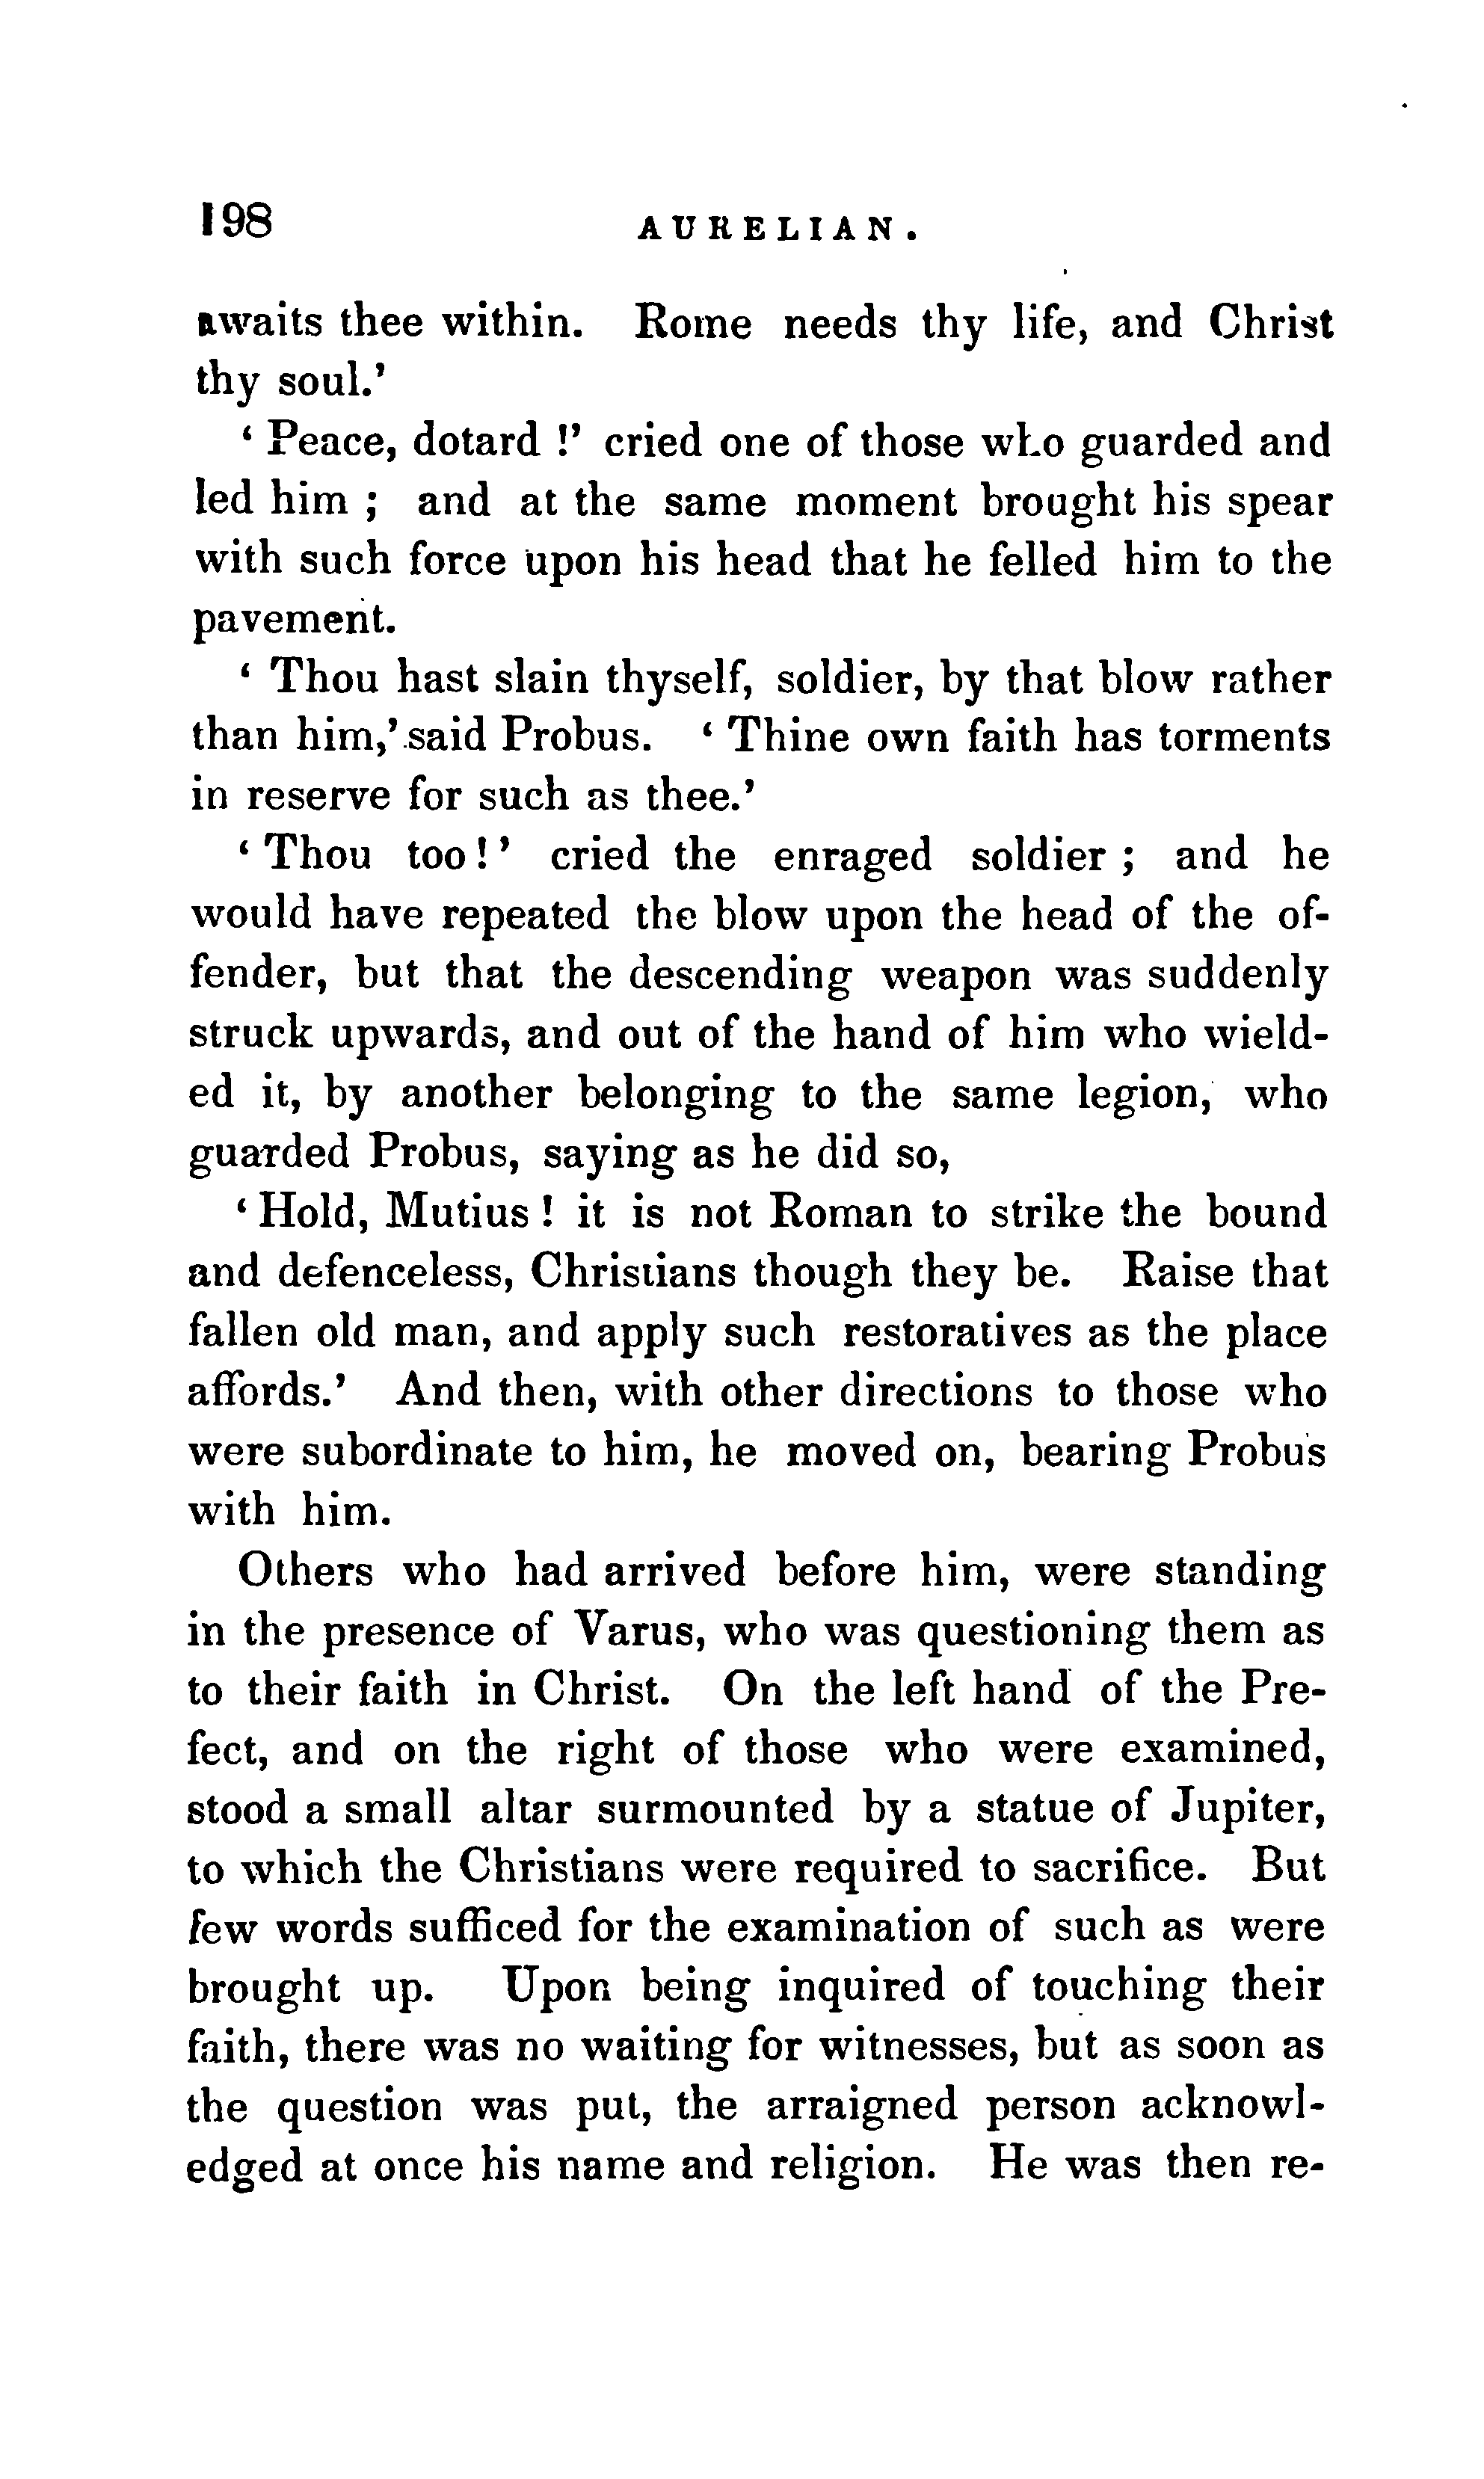 198
AURELIAN.
awaits thee within. Rome needs thy life, and Christ
thy soul.'
‘ Peace, dotard !’ cried one of those who guarded and
led him ; and at the same moment brought his spear
with such force upon his head that he felled him to the
pavement.
‘ Thou hast slain thyself, soldier, by that blow rather
than him,’ said Probus. ‘ Thine own faith has torments
in reserve for such as thee.’
‘ Thou too ! ’ cried the enraged soldier ; and he
would have repeated the blow upon the head of the of-
fender, but that the descending weapon was suddenly
struck upwards, and out of the hand of him who wield-
ed it, by another belonging to the same legion, who
guarded Probus, saying as he did so,
‘ Hold, Mutius ! it is not Roman to strike the bound
and defenceless, Christians though they be. Raise that
fallen old man, and apply such restoratives as the place
affords.’ And then, with other directions to those who
were subordinate to him, he moved on, bearing Probus
with him.
Others who had arrived before him, were standing
in the presence of Varus, who was questioning them as
to their faith in Christ. On the left hand of the Pre-
fect, and on the right of those who were examined,
stood a small altar surmounted by a statue of Jupiter,
to which the Christians were required to sacrifice. But
few words sufficed for the examination of such as were
brought up. Upon being inquired of touching their
faith, there was no waiting for witnesses, but as soon as
the question was put, the arraigned person acknowl-
edged at once his name and religion. He was then re-